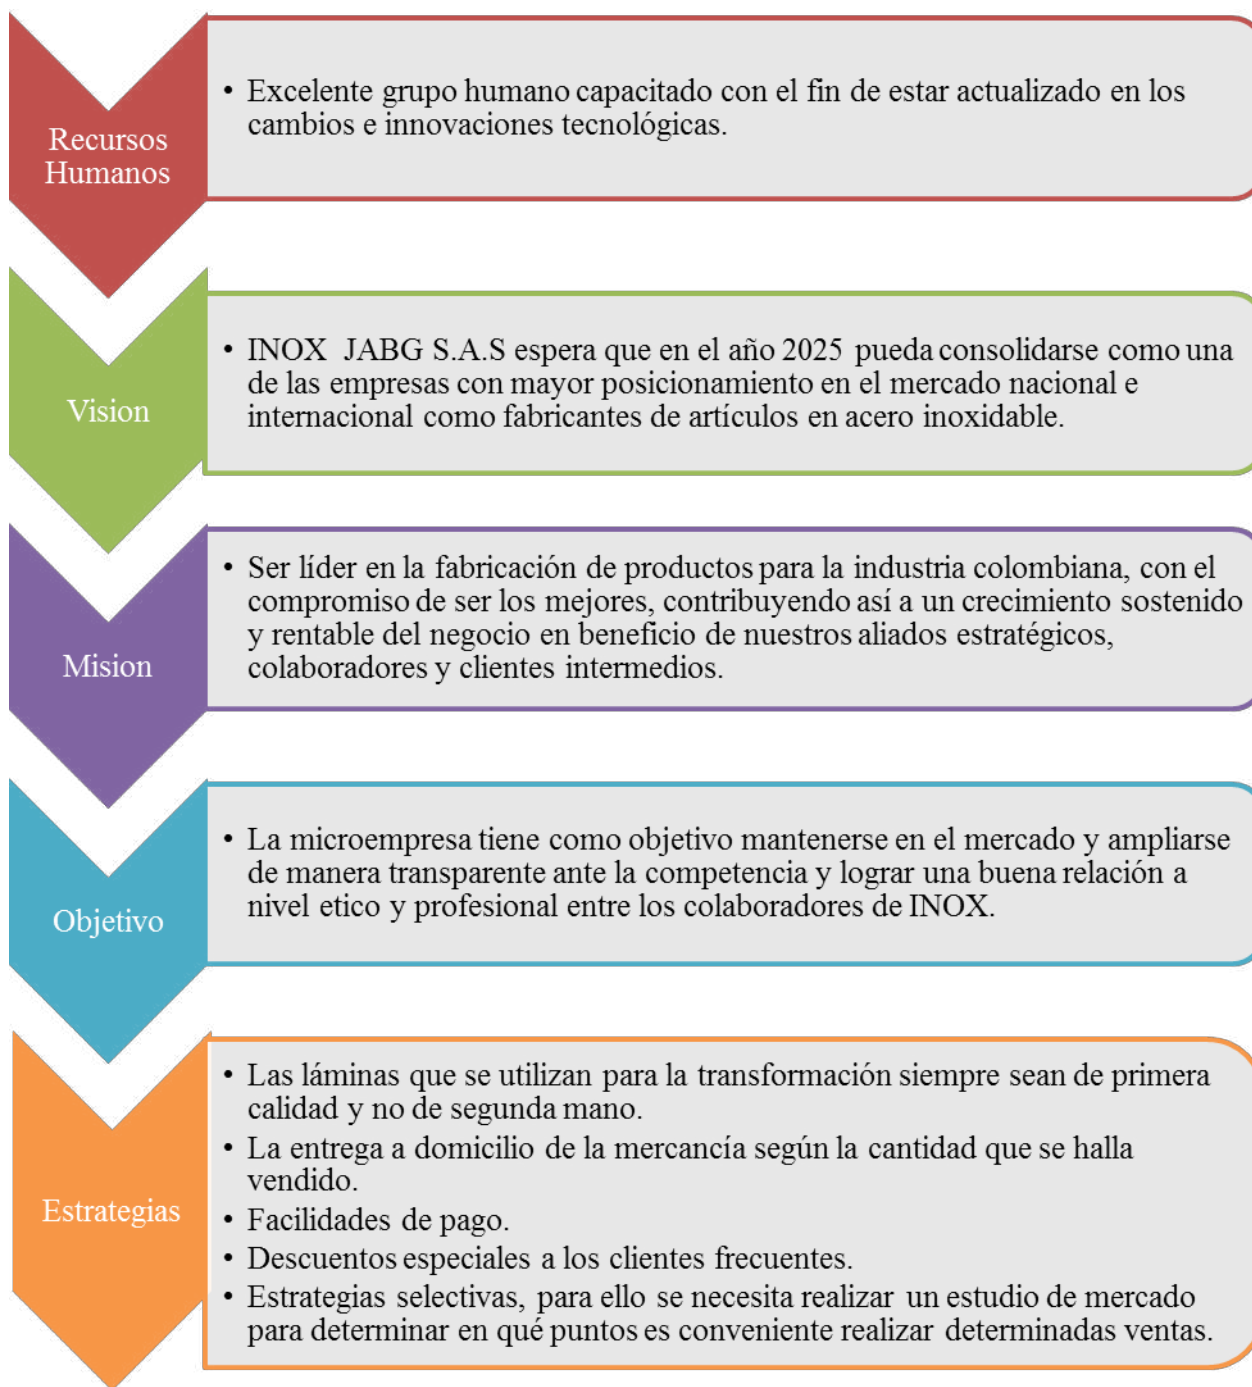 Recursos
Humanos
• Excelente grupo humano capacitado con el fin de estar actualizado en los
cambios e innovaciones tecnológicas.
Vision
• INOX JABG S.A.S espera que en el año 2025 pueda consolidarse como una
de las empresas con mayor posicionamiento en el mercado nacional e
internacional como fabricantes de artículos en acero inoxidable.
Mision
• Ser líder en la fabricación de productos para la industria colombiana, con el
compromiso de ser los mejores, contribuyendo así a un crecimiento sostenido
y rentable del negocio en beneficio de nuestros aliados estratégicos,
colaboradores y clientes intermedios.
Objetivo
• La microempresa tiene como objetivo mantenerse en el mercado y ampliarse
de manera transparente ante la competencia y lograr una buena relación a
nivel etico y profesional entre los colaboradores de INOX.
Estrategias
• Las láminas que se utilizan para la transformación siempre sean de primera
calidad y no de segunda mano.
• La entrega a domicilio de la mercancía según la cantidad que se halla
vendido.
• Facilidades de pago.
• Descuentos especiales a los clientes frecuentes.
• Estrategias selectivas, para ello se necesita realizar un estudio de mercado
para determinar en qué puntos es conveniente realizar determinadas ventas.